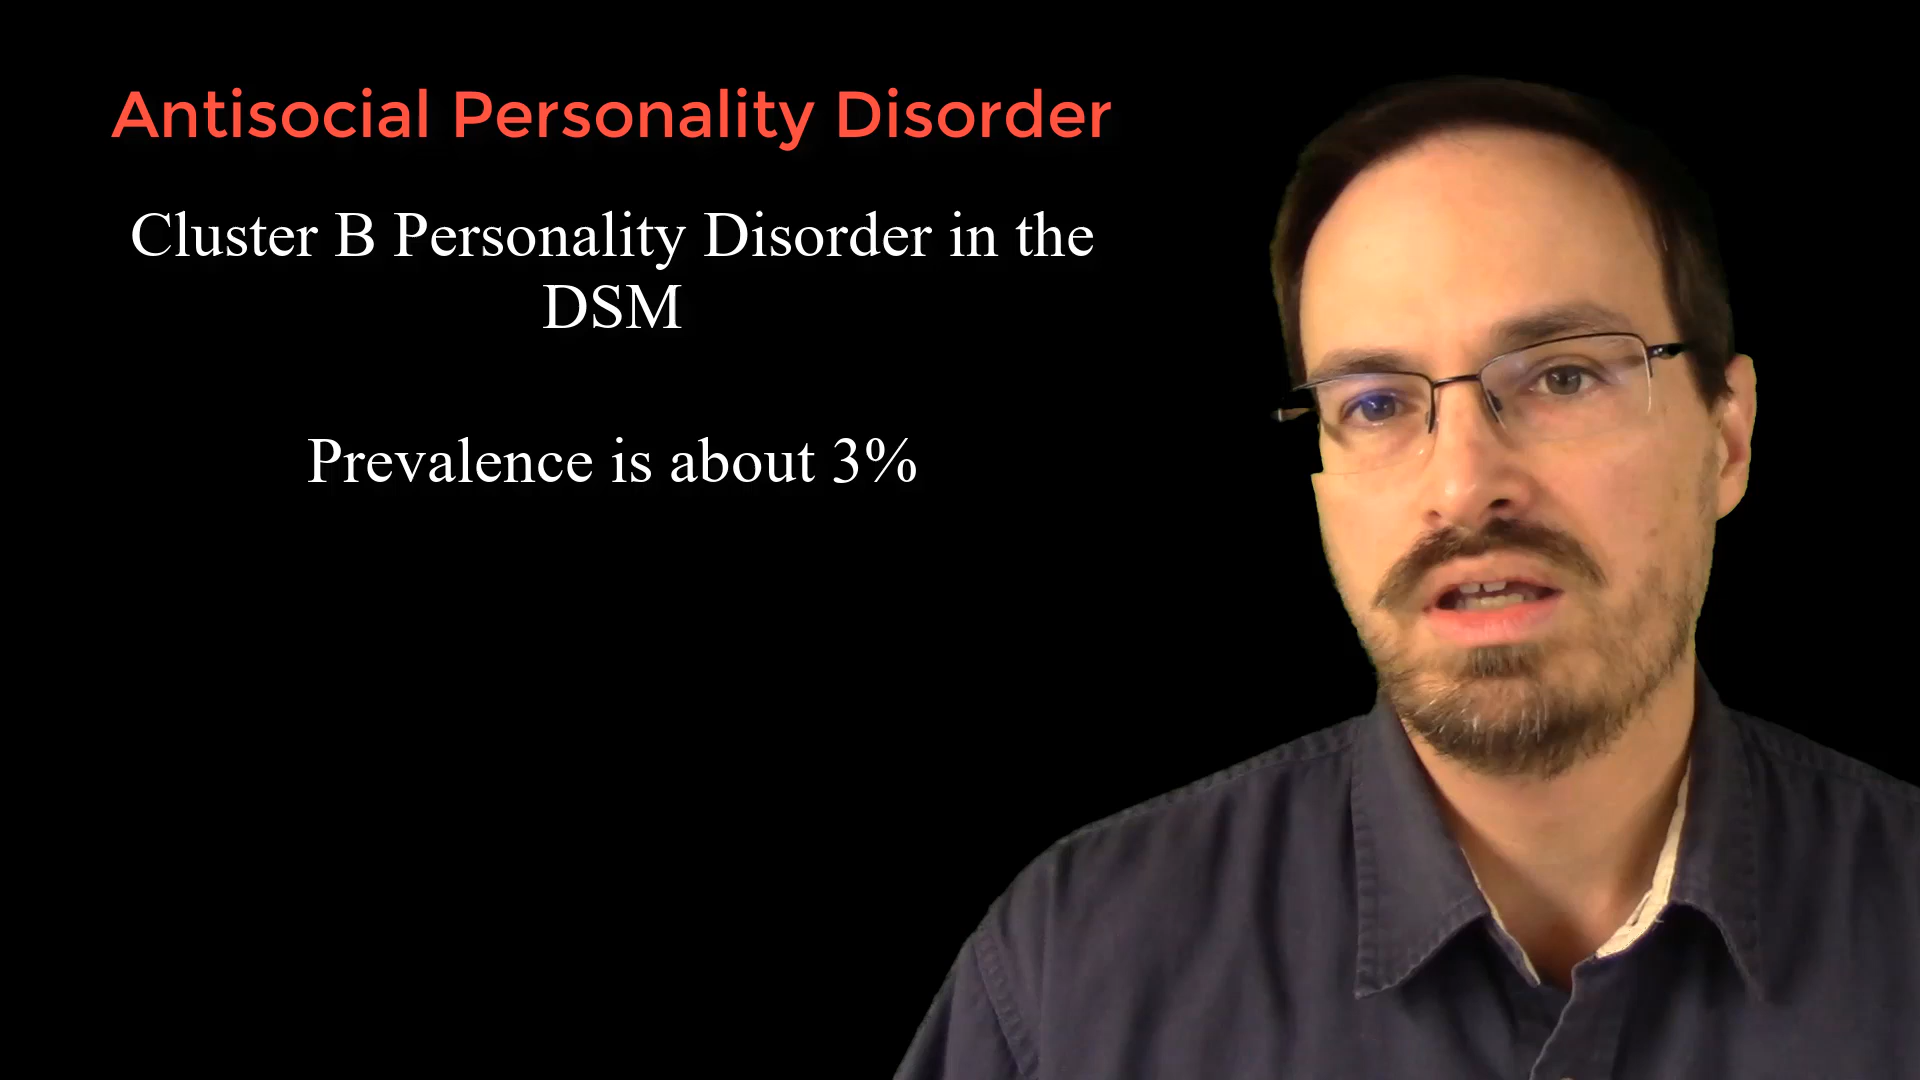 Antisocial Personality Disorder
Cluster B Personality Disorder in the
DSM
Prevalence is about 3%